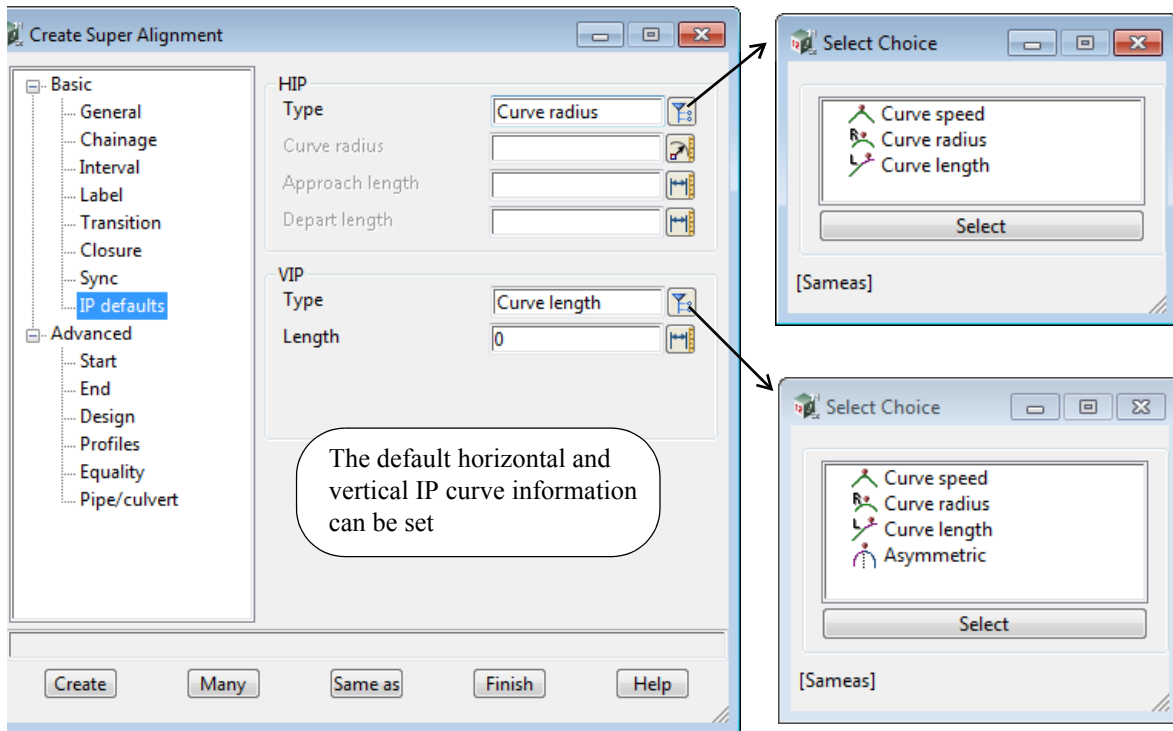 Create Super Alignment
Basic
General
Chainage
Interval
Label
Transition
Closure
Sync
IP defaults
Advanced
Start
End
Design
Profiles
Equality
Pipe/culvert
HIP
Type Curve radius
Curve radius
Approach length
Depart length
VIP
Type Curve length
Length 0
The default horizontal and
vertical IP curve information
can be set
Create Many Same as Finish Help
Select Choice
Curve speed
Curve radius
Curve length
Select
[Sameas]
Select Choice
Curve speed
Curve radius
Curve length
Asymmetric
Select
[Sameas]